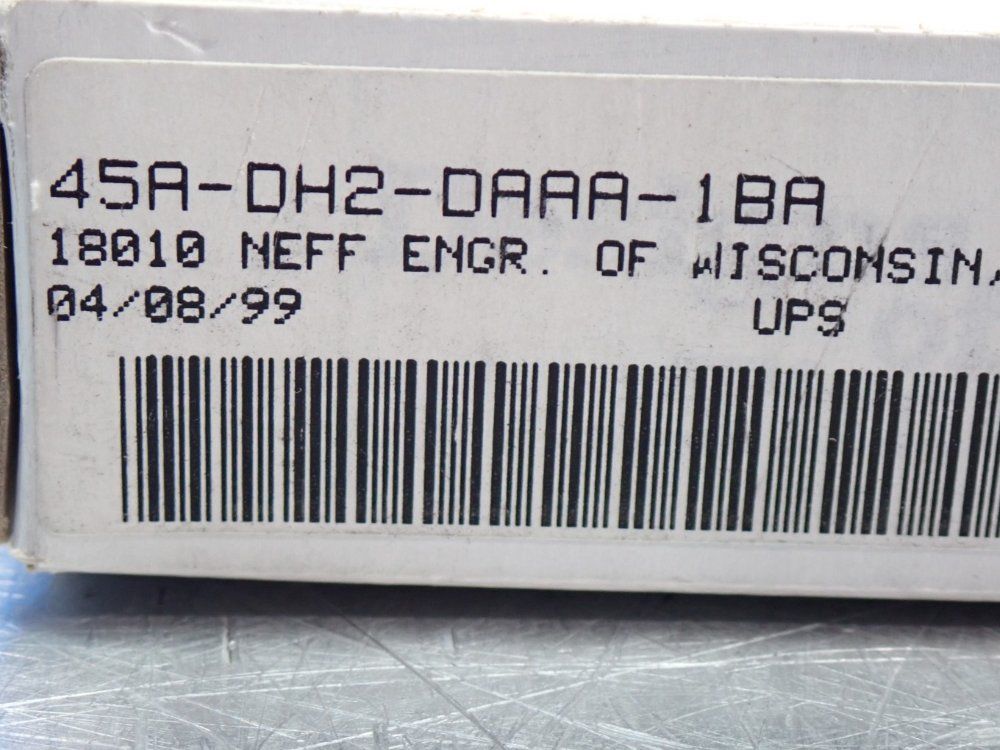 45A-DH2-DAAA-1BA
18010 NEFF ENGR. OF WISCONSIN,
04/08/99 UPS